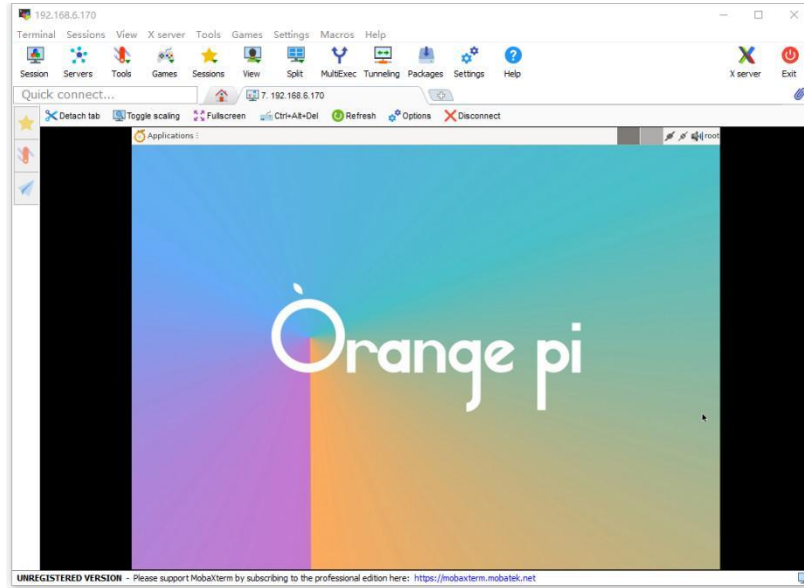 192.168.6.170
Terminal Sessions View X server Tools Games Settings Macros Help
Session Servers Tools Games Sessions View Split MultiExec Tunneling Packages Settings Help X server Exit
Quick connect... 7. 192.168.6.170
Detach tab Toggle scaling Fullscreen Ctrl+Alt+Del Refresh Options Disconnect
Applications root
Orange pi
UNREGISTERED VERSION - Please support MobaXterm by subscribing to the professional edition here: https://mobaxterm.mobatek.net